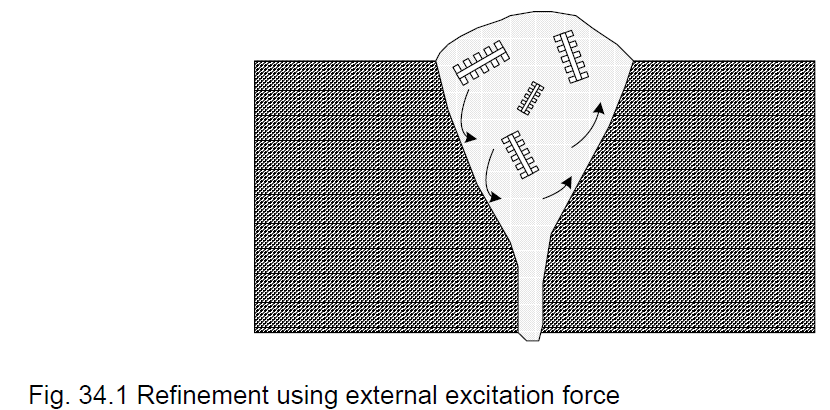 Fig. 34.1 Refinement using external excitation force